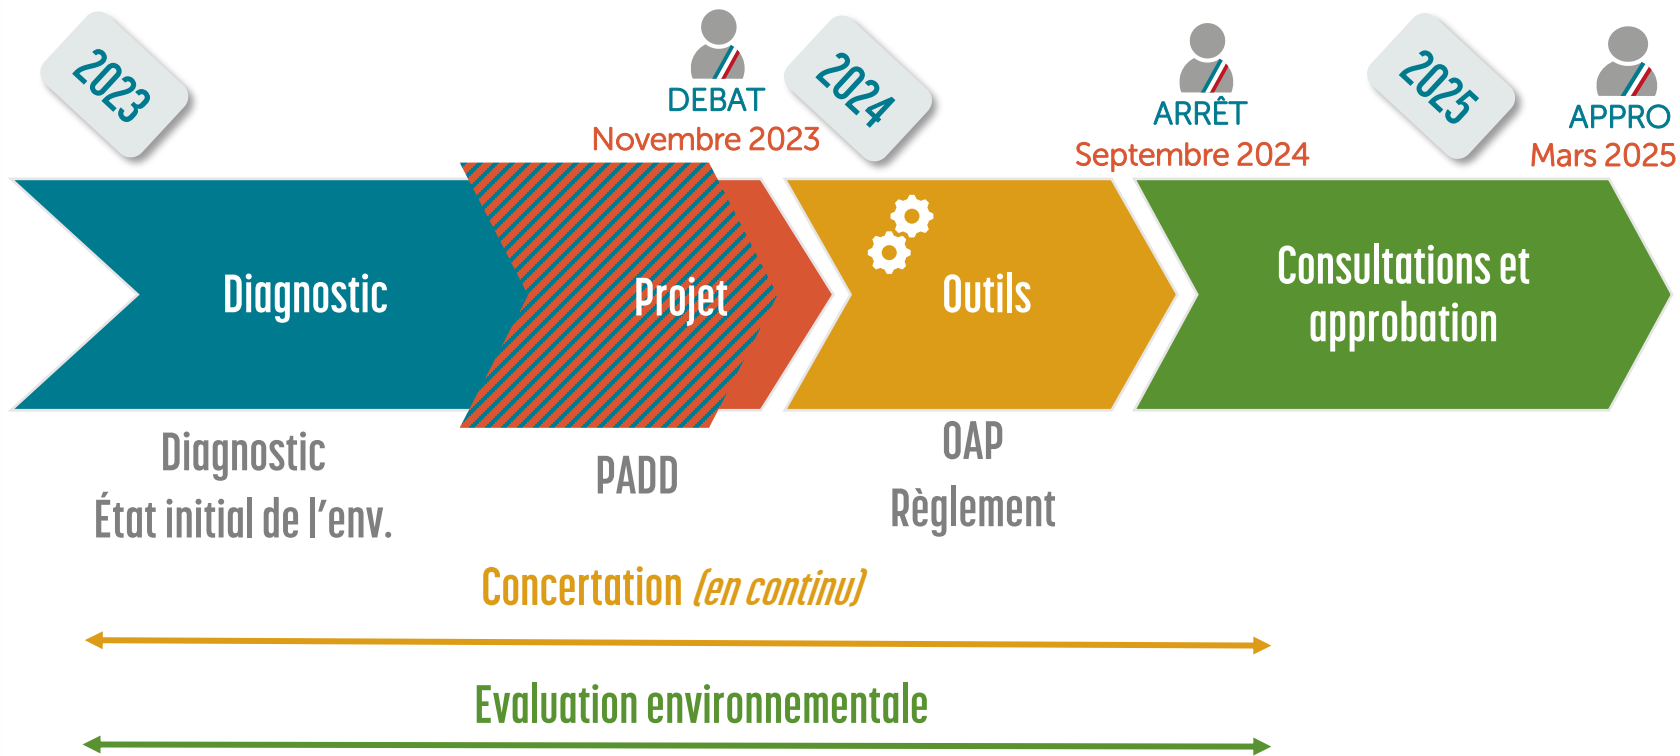 2023
DEBAT
Novembre 2023
2024
ARRÊT
Septembre 2024
2025
APPRO
Mars 2025
Diagnostic
Projet
Outils
Consultations et
approbation
Diagnostic
État initial de l’env.
PADD
OAP
Règlement
Concertation (en continu)
Evaluation environnementale